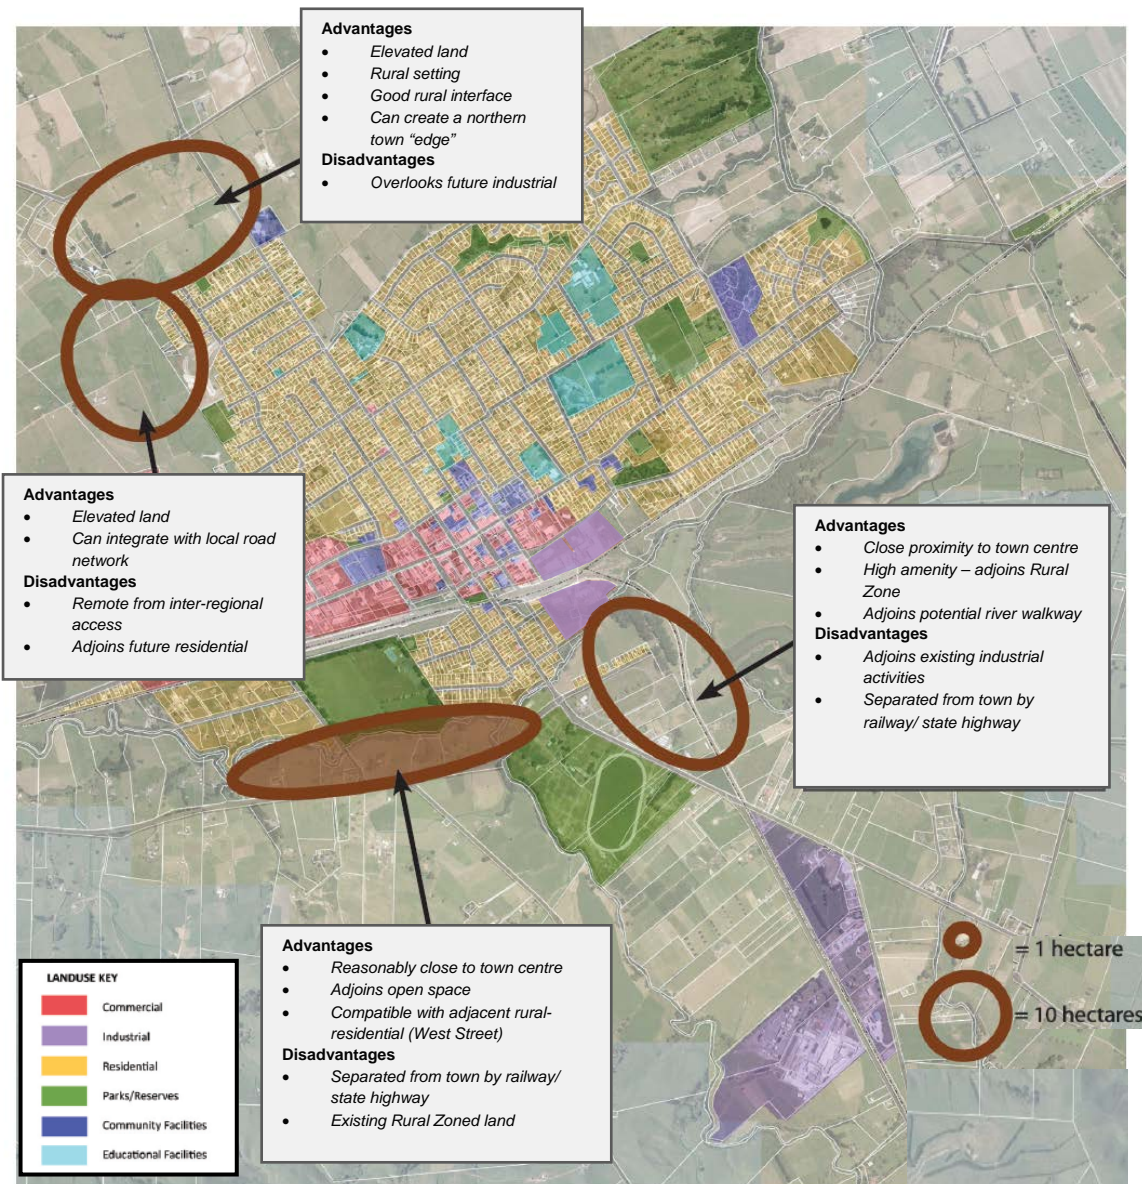 Advantages
• Elevated land
• Rural setting
• Good rural interface
• Can create a northern
town “edge”
Disadvantages
• Overlooks future industrial
Advantages
• Elevated land
• Can integrate with local road
network
Disadvantages
• Remote from inter-regional
access
• Adjoins future residential
Advantages
• Close proximity to town centre
• High amenity – adjoins Rural
Zone
• Adjoins potential river walkway
Disadvantages
• Adjoins existing industrial
activities
• Separated from town by
railway/ state highway
Advantages
• Reasonably close to town centre
• Adjoins open space
• Compatible with adjacent rural-
residential (West Street)
Disadvantages
• Separated from town by railway/
state highway
• Existing Rural Zoned land
LANDUSE KEY
Commercial
Industrial
Residential
Parks/Reserves
Community Facilities
Educational Facilities
= 1 hectare
= 10 hectares